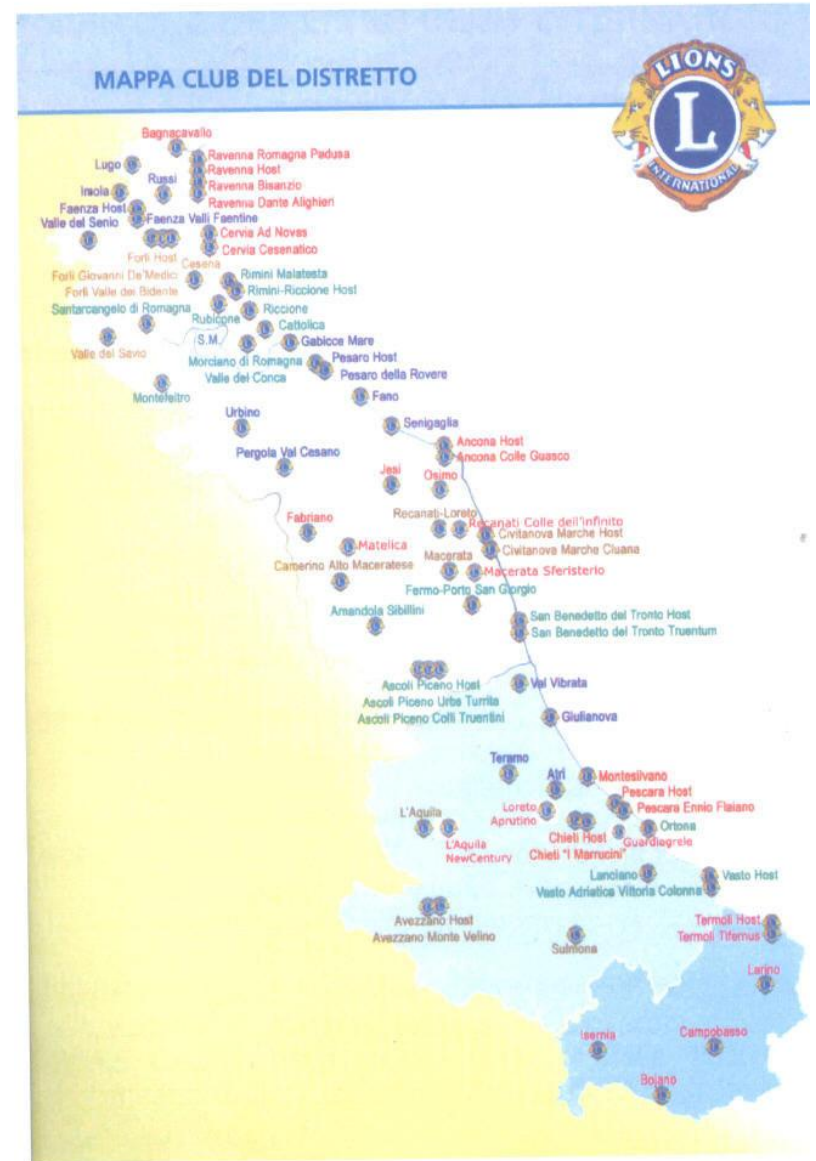 MAPPA CLUB DEL DISTRETTO
LIONS
L
INTERNATIONAL
Bagnacavallo
Ravenna Romagna Padusa
Lugo
Ravenna Host
Russi
Ravenna Bisanzio
Imola
Ravenna Dante Alighieri
Faenza Host
Faenza Valli Faentine
Valle del Senio
Cervia Ad Novas
Cervia Cesenatico
Forlì Host
Cesena
Forlì Giovanni De'Medici
Rimini Malatesta
Forlì Valle del Bidente
Rimini-Riccione Host
Santarcangelo di Romagna
Rubicone
Riccione
Cattolica
S.M.
Gabicce Mare
Valle del Savio
Morciano di Romagna
Valle del Conca
Pesaro Host
Pesaro della Rovere
Montefeltro
Fano
Urbino
Senigaglia
Ancona Host
Pergola Val Cesano
Ancona Colle Guasco
Jesi
Osimo
Fabriano
Recanati-Loreto
Recanati Colle dell'infinito
Civitanova Marche Host
Matelica
Civitanova Marche Cluana
Camerino Alto Maceratese
Macerata
Macerata Sferisterio
Fermo-Porto San Giorgio
Amandola Sibillini
San Benedetto del Tronto Host
San Benedetto del Tronto Truentum
Ascoli Piceno Host
Ascoli Piceno Urbs Turrita
Ascoli Piceno Colli Truentini
Val Vibrata
Giulianova
Teramo
Atri
Montesilvano
Pescara Host
Loreto
Aprutino
Pescara Ennio Flaiano
L'Aquila
Ortona
L'Aquila
NewCentury
Chieti Host
Chieti "I Marrucini"
Guardiagrele
Lanciano
Vasto Host
Vasto Adriatica Vittoria Colonna
Avezzano Host
Avezzano Monte Velino
Sulmona
Termoli Host
Termoli Tifernus
Larino
Isernia
Campobasso
Bojano